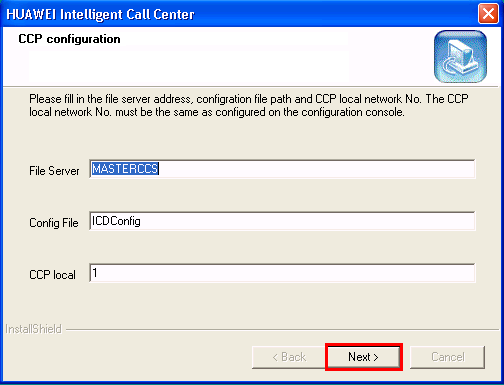 HUAWEI Intelligent Call Center
CCP configuration
Please fill in the file server address, configration file path and CCP local network No. The CCP
local network No. must be the same as configured on the configuration console.
File Server MASTERCCS
Config File ICDConfig
CCP local 1
InstallShield
< Back Next > Cancel